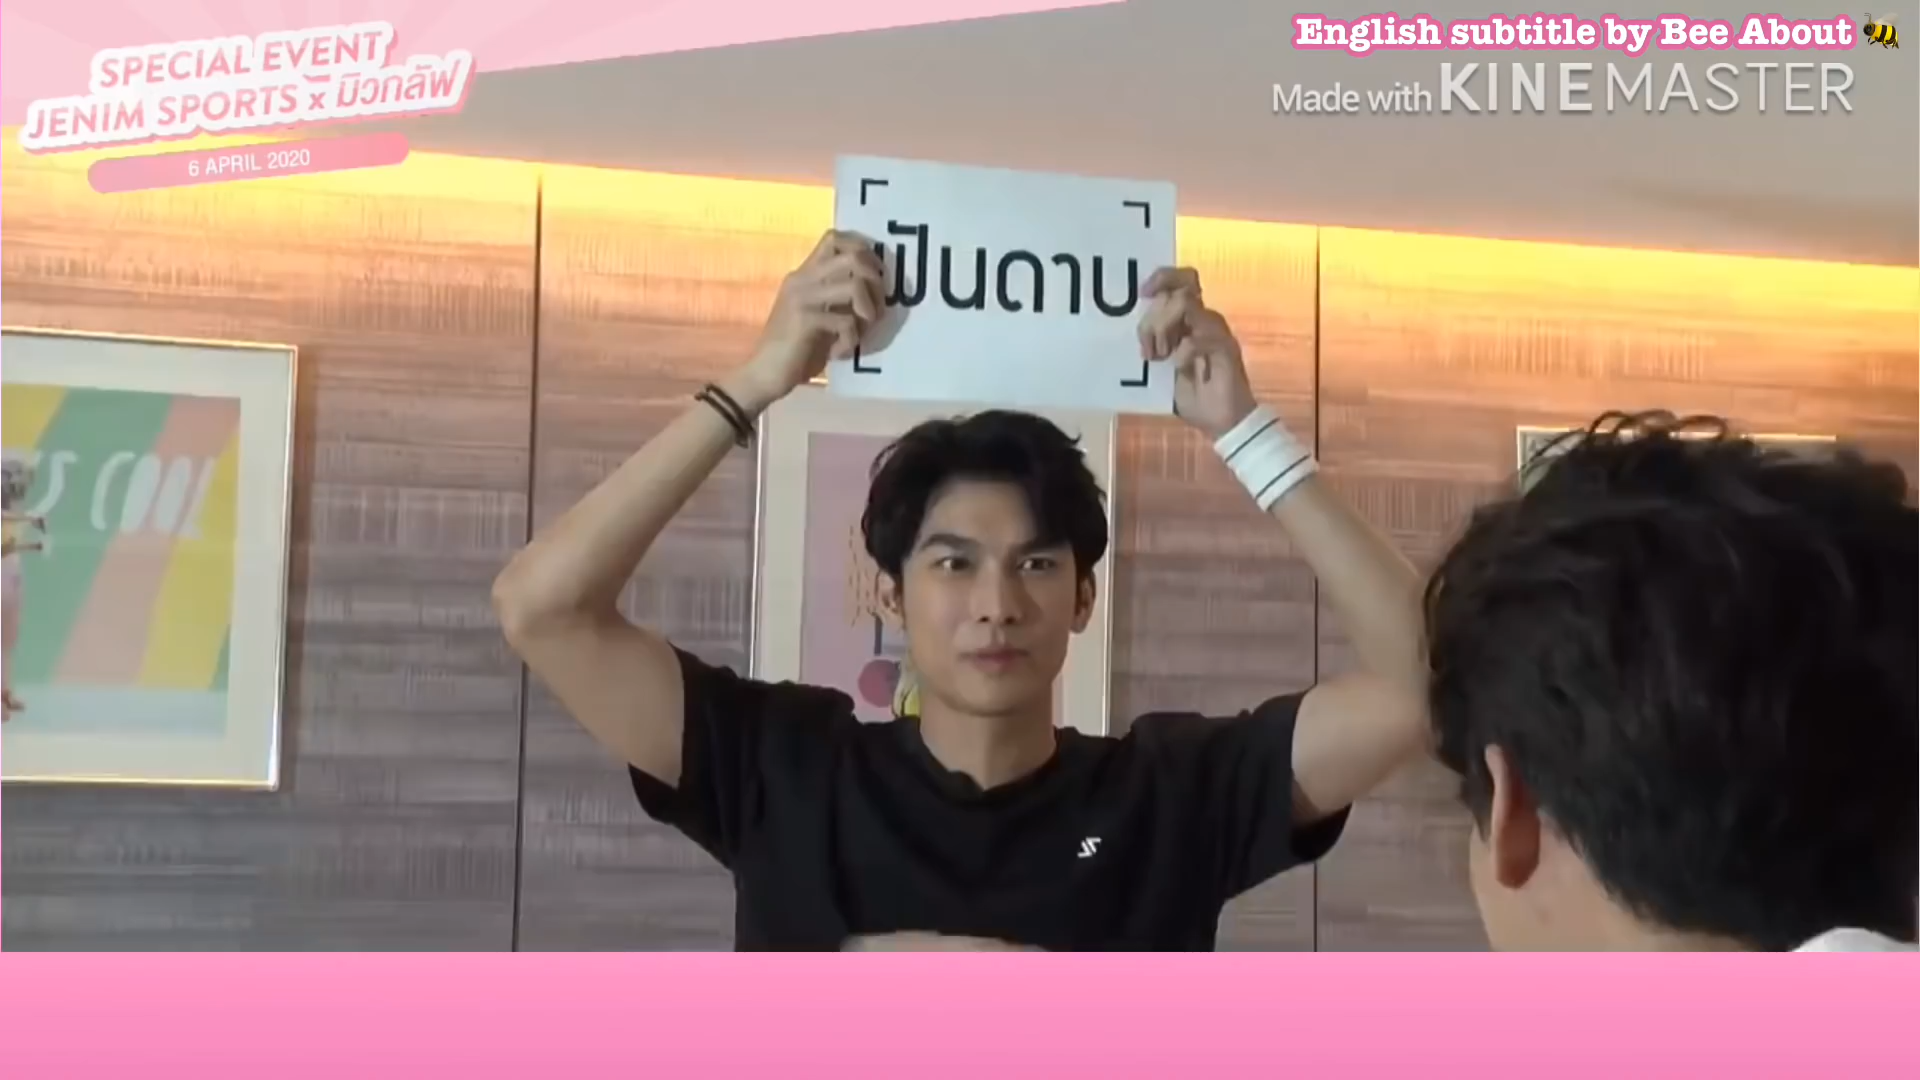 SPECIAL EVENT
JENIM SPORTS x มิวกลัฟ
6 APRIL 2020
English subtitle by Bee About
Made with KINEMASTER
ฟันดาบ
COOL